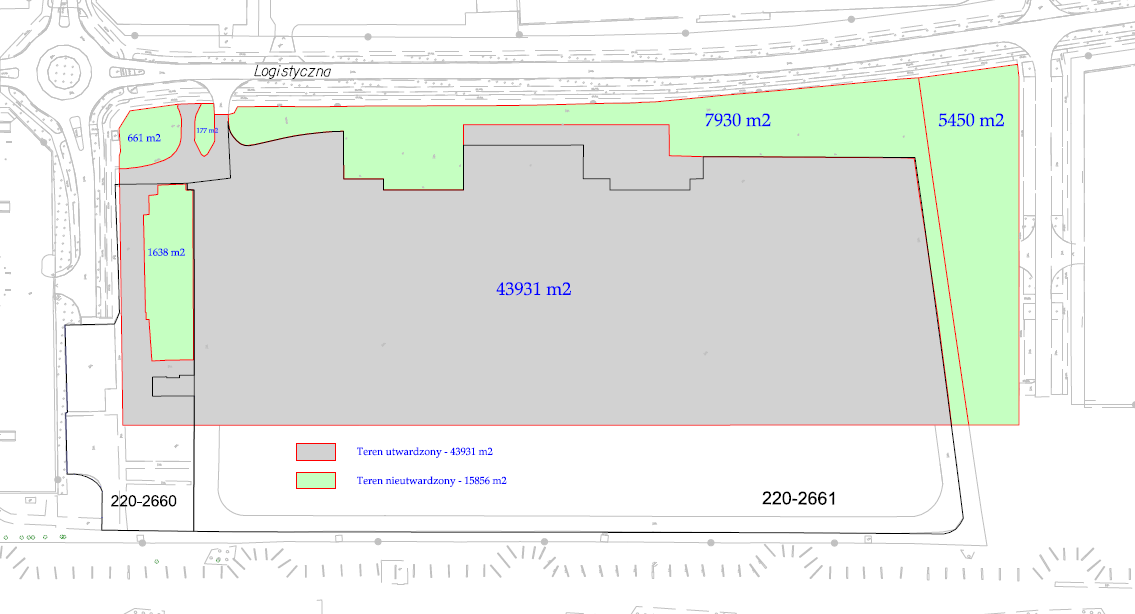 Logistyczna
7930 m2
5450 m2
661 m2
177 m2
1638 m2
43931 m2
Teren utwardzony - 43931 m2
Teren nieutwardzony - 15856 m2
220-2660
220-2661